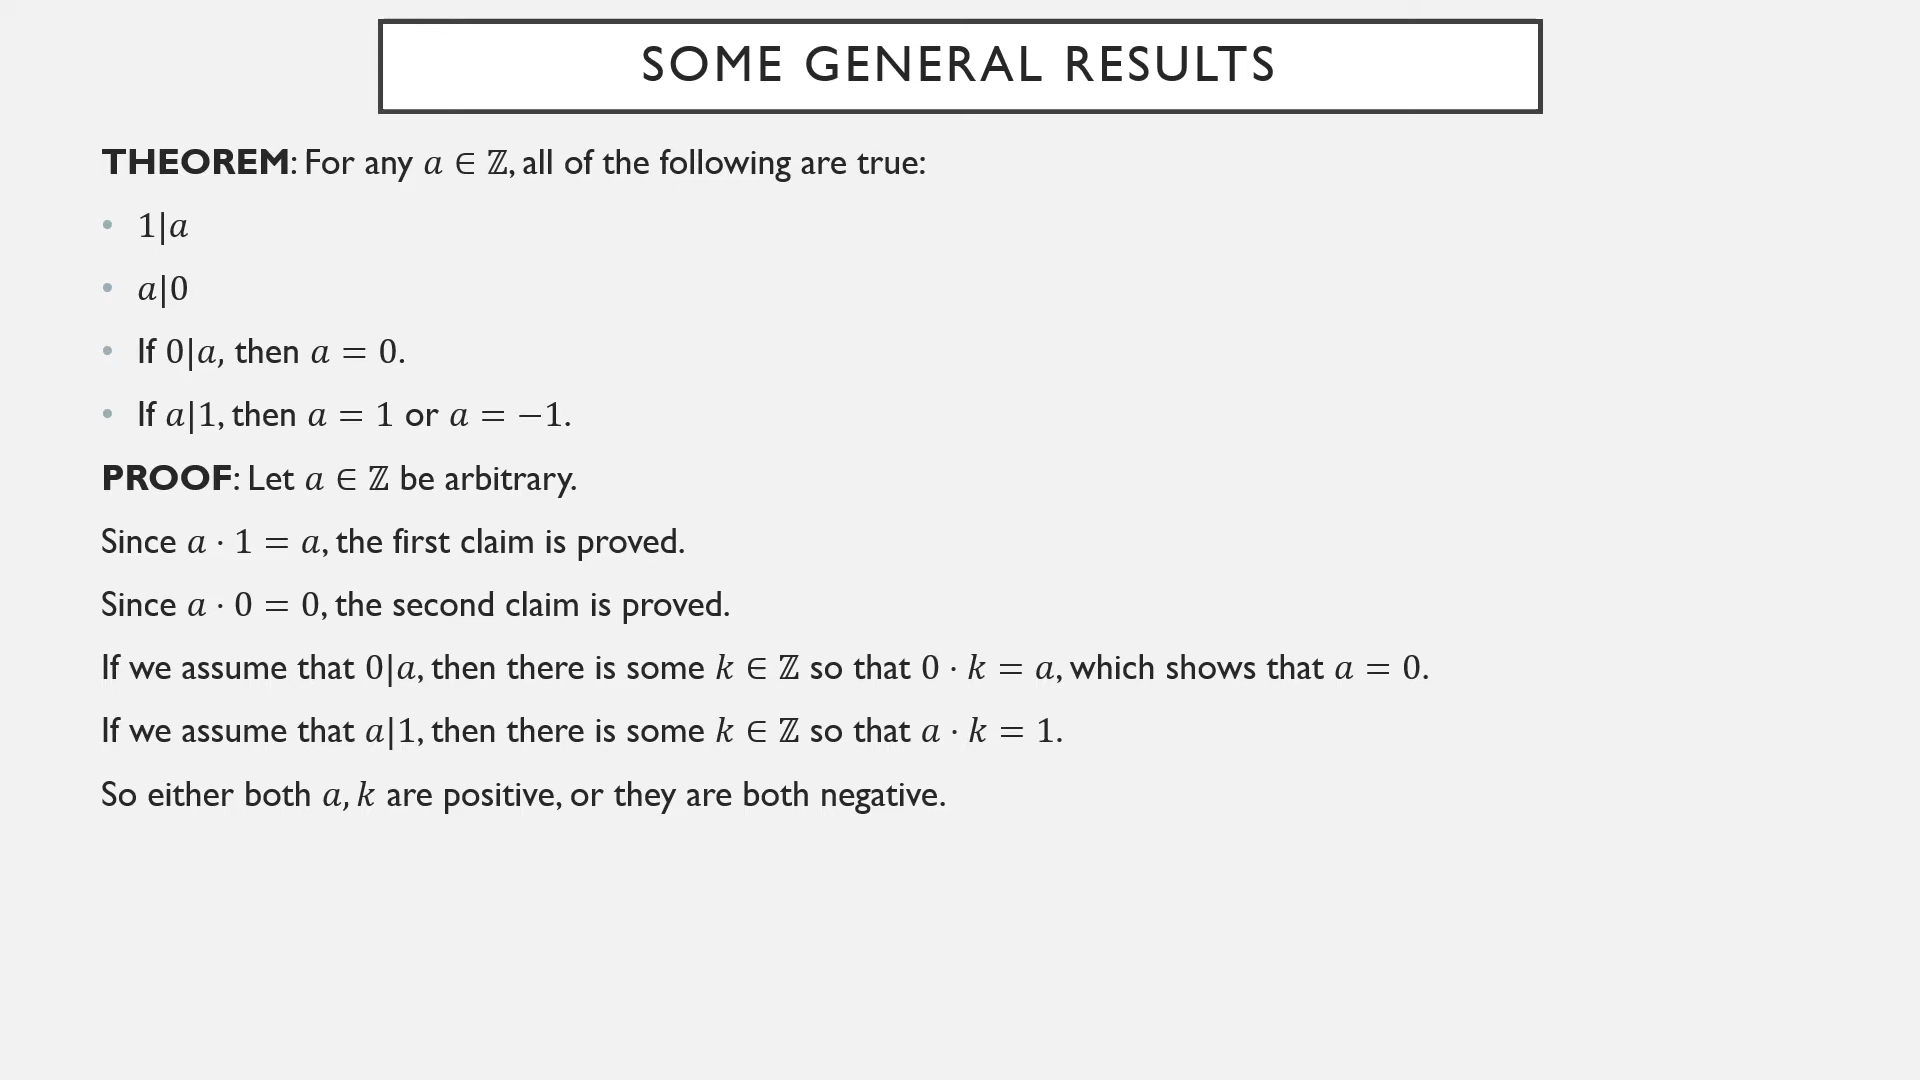 SOME GENERAL RESULTS
THEOREM: For any a ∈ ℤ, all of the following are true:
• 1|a
• a|0
• If 0|a, then a = 0.
• If a|1, then a = 1 or a = −1.
PROOF: Let a ∈ ℤ be arbitrary.
Since a · 1 = a, the first claim is proved.
Since a · 0 = 0, the second claim is proved.
If we assume that 0|a, then there is some k ∈ ℤ so that 0 · k = a, which shows that a = 0.
If we assume that a|1, then there is some k ∈ ℤ so that a · k = 1.
So either both a, k are positive, or they are both negative.